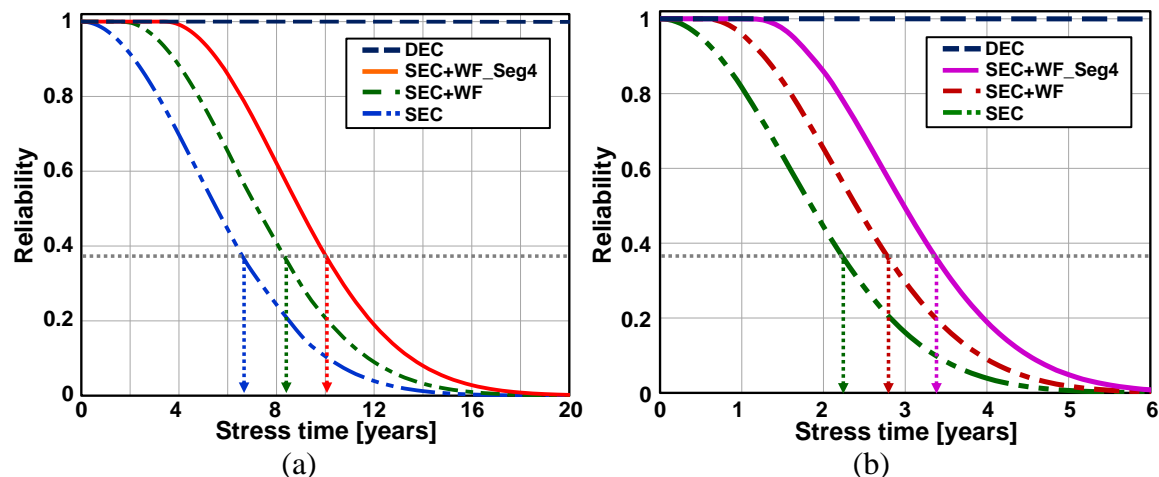 1
0.8
0.6
0.4
0.2
0
Reliability
DEC
SEC+WF_Seg4
SEC+WF
SEC
0 4 6 8 10 12 16 20
Stress time [years]
(a)
1
0.8
0.6
0.4
0.2
0
Reliability
DEC
SEC+WF_Seg4
SEC+WF
SEC
0 1 2 3 4 5 6
Stress time [years]
(b)